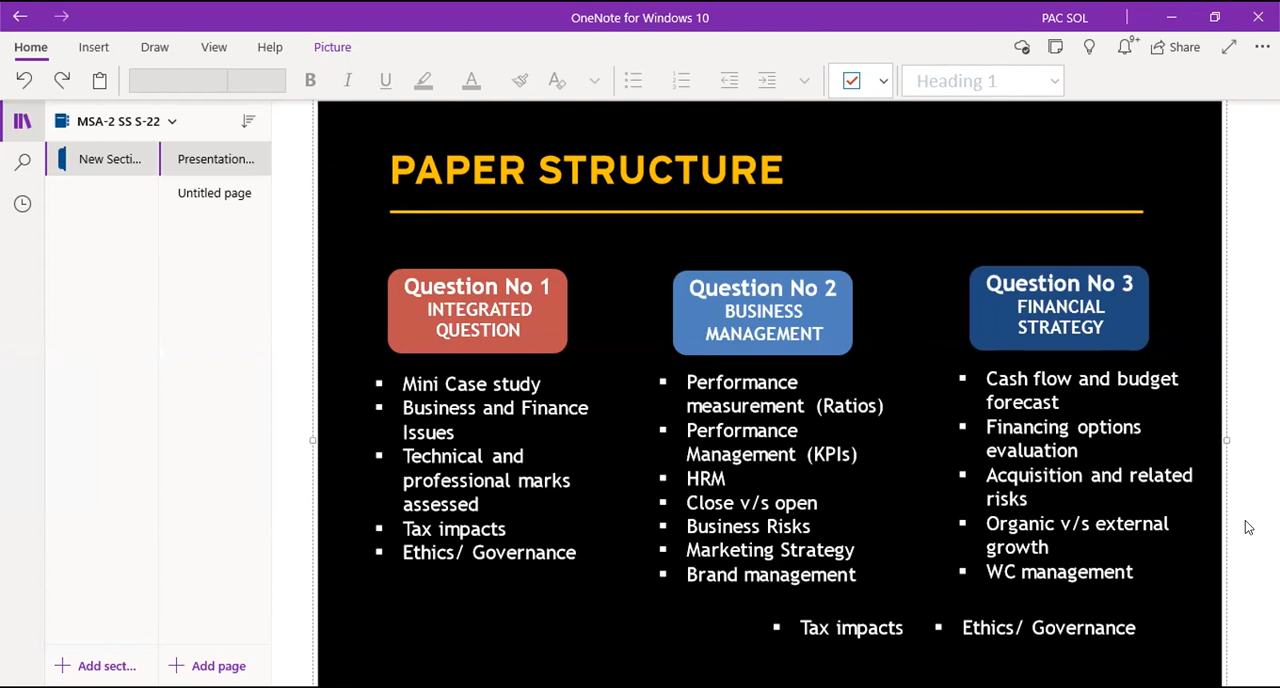 OneNote for Windows 10
PAC SOL
Home
Insert
Draw
View
Help
Picture
9+
Share
B
I
U
A
A
Heading 1
MSA-2 SS S-22
New Secti...
Presentation...
Untitled page
PAPER STRUCTURE
Question No 1
INTEGRATED
QUESTION
▪ Mini Case study
▪ Business and Finance
Issues
▪ Technical and
professional marks
assessed
▪ Tax impacts
▪ Ethics/ Governance
Question No 2
BUSINESS
MANAGEMENT
▪ Performance
measurement (Ratios)
▪ Performance
Management (KPIs)
▪ HRM
▪ Close v/s open
▪ Business Risks
▪ Marketing Strategy
▪ Brand management
Question No 3
FINANCIAL
STRATEGY
▪ Cash flow and budget
forecast
▪ Financing options
evaluation
▪ Acquisition and related
risks
▪ Organic v/s external
growth
▪ WC management
▪ Tax impacts
▪ Ethics/ Governance
Add sect...
Add page